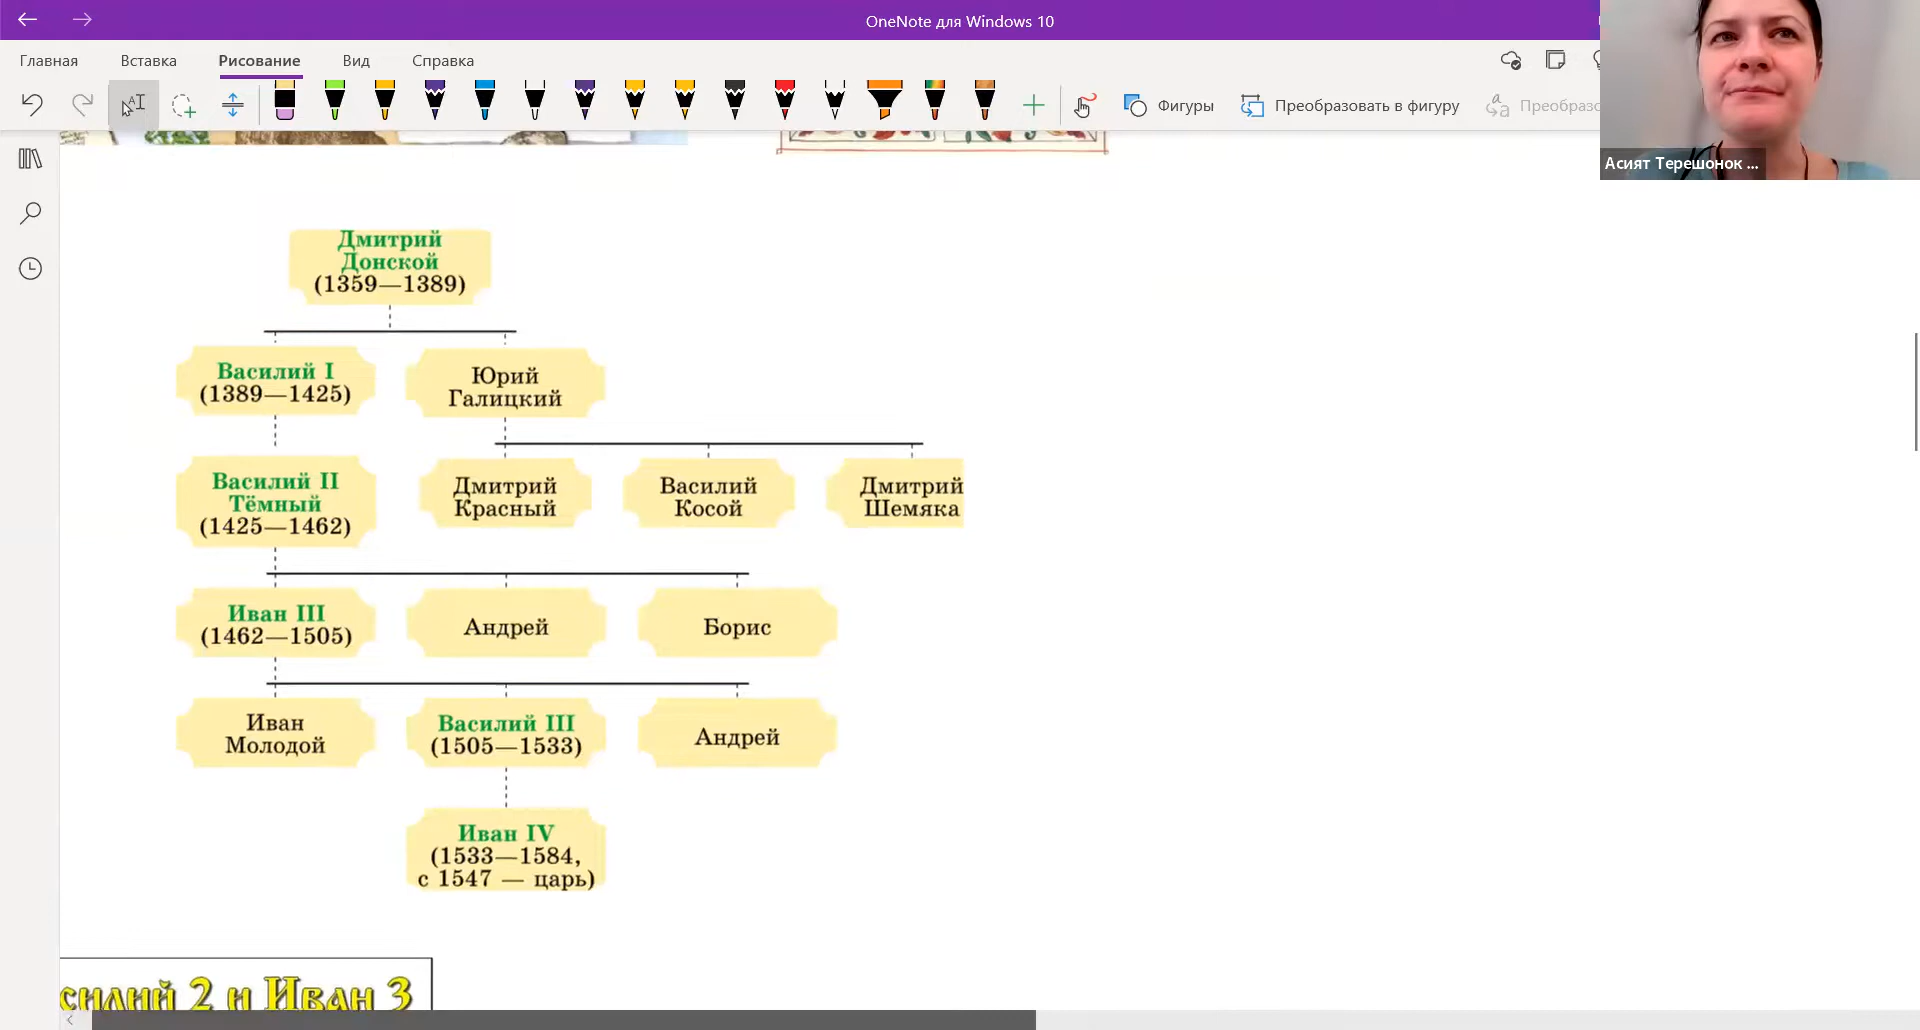 OneNote для Windows 10
Главная
Вставка
Рисование
Вид
Справка
Фигуры
Преобразовать в фигуру
Асият Терешонок ...
Дмитрий
Донской
(1359—1389)
Василий I
(1389—1425)
Юрий
Галицкий
Василий II
Тёмный
(1425—1462)
Дмитрий
Красный
Василий
Косой
Дмитрий
Шемяка
Иван III
(1462—1505)
Андрей
Борис
Иван
Молодой
Василий III
(1505—1533)
Андрей
Иван IV
(1533—1584,
с 1547 — царь)
силий 2 и Иван 3